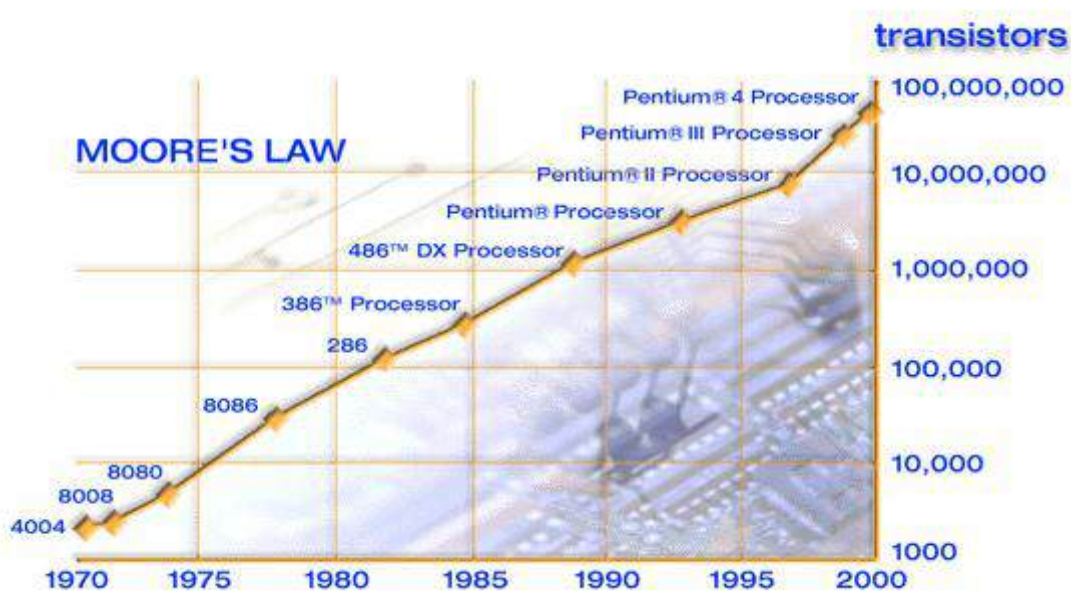 transistors
100,000,000
Pentium® 4 Processor
Pentium® III Processor
MOORE'S LAW
Pentium® II Processor
10,000,000
Pentium® Processor
486™ DX Processor
1,000,000
386™ Processor
286
100,000
8086
8080
10,000
8008
4004
1000
1970 1975 1980 1985 1990 1995 2000